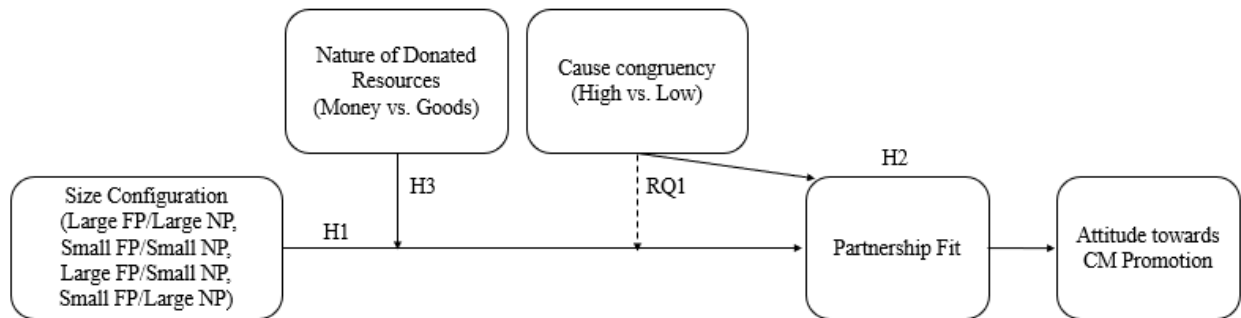 Nature of Donated
Resources
(Money vs. Goods)
Cause congruency
(High vs. Low)
H2
H3
RQ1
Size Configuration
(Large FP/Large NP,
Small FP/Small NP,
Large FP/Small NP,
Small FP/Large NP)
H1
Partnership Fit
Attitude towards
CM Promotion